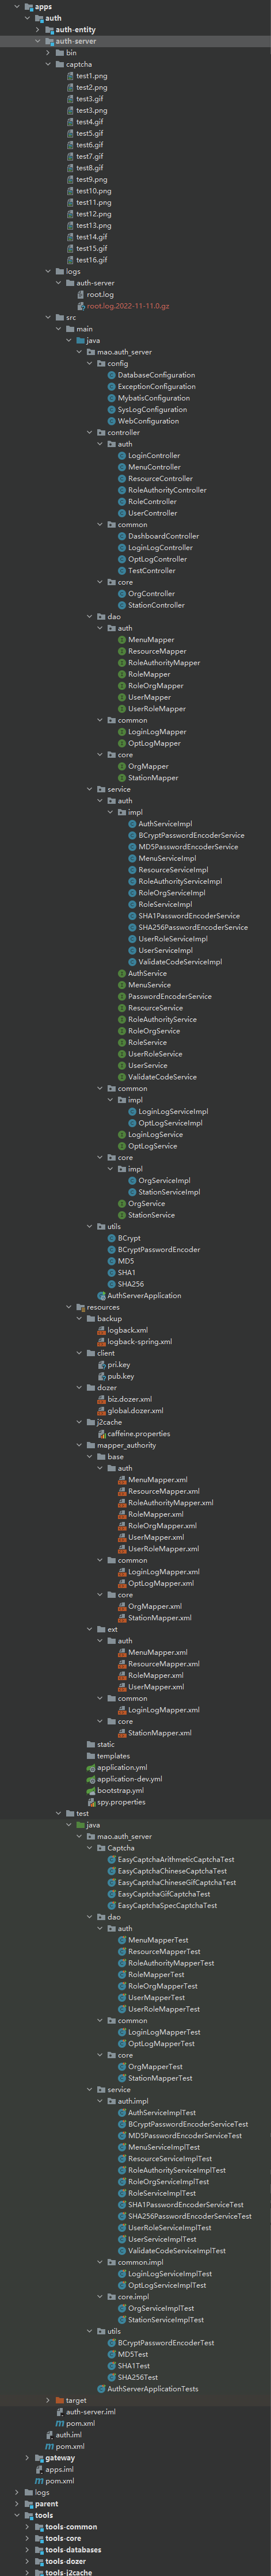 apps
auth
auth-entity
auth-server
bin
captcha
test1.png
test2.png
test3.gif
test3.png
test4.gif
test5.gif
test6.gif
test7.gif
test8.gif
test9.png
test10.png
test11.png
test12.png
test13.png
test14.gif
test15.gif
test16.gif
logs
auth-server
root.log
root.log.2022-11-11.0.gz
src
main
java
mao.auth_server
config
DatabaseConfiguration
ExceptionConfiguration
MybatisConfiguration
SysLogConfiguration
WebConfiguration
controller
auth
LoginController
MenuController
ResourceController
RoleAuthorityController
RoleController
UserController
common
DashboardController
LoginLogController
OptLogController
TestController
core
OrgController
StationController
dao
auth
MenuMapper
ResourceMapper
RoleAuthorityMapper
RoleMapper
RoleOrgMapper
UserMapper
UserRoleMapper
common
LoginLogMapper
OptLogMapper
core
OrgMapper
StationMapper
service
auth
impl
AuthServiceImpl
BCryptPasswordEncoderService
MD5PasswordEncoderService
MenuServiceImpl
ResourceServiceImpl
RoleAuthorityServiceImpl
RoleOrgServiceImpl
RoleServiceImpl
SHA1PasswordEncoderService
SHA256PasswordEncoderService
UserRoleServiceImpl
UserServiceImpl
ValidateCodeServiceImpl
AuthService
MenuService
PasswordEncoderService
ResourceService
RoleAuthorityService
RoleOrgService
RoleService
UserRoleService
UserService
ValidateCodeService
common
impl
LoginLogServiceImpl
OptLogServiceImpl
LoginLogService
OptLogService
core
impl
OrgServiceImpl
StationServiceImpl
OrgService
StationService
utils
BCrypt
BCryptPasswordEncoder
MD5
SHA1
SHA256
AuthServerApplication
resources
backup
logback.xml
logback-spring.xml
client
pri.key
pub.key
dozer
biz.dozer.xml
global.dozer.xml
j2cache
caffeine.properties
mapper_authority
base
auth
MenuMapper.xml
ResourceMapper.xml
RoleAuthorityMapper.xml
RoleMapper.xml
RoleOrgMapper.xml
UserMapper.xml
UserRoleMapper.xml
common
LoginLogMapper.xml
OptLogMapper.xml
core
OrgMapper.xml
StationMapper.xml
ext
auth
MenuMapper.xml
ResourceMapper.xml
RoleMapper.xml
UserMapper.xml
common
LoginLogMapper.xml
core
StationMapper.xml
static
templates
application.yml
application-dev.yml
bootstrap.yml
spy.properties
test
java
mao.auth_server
Captcha
EasyCaptchaArithmeticCaptchaTest
EasyCaptchaChineseCaptchaTest
EasyCaptchaChineseGifCaptchaTest
EasyCaptchaGifCaptchaTest
EasyCaptchaSpecCaptchaTest
dao
auth
MenuMapperTest
ResourceMapperTest
RoleAuthorityMapperTest
RoleMapperTest
RoleOrgMapperTest
UserMapperTest
UserRoleMapperTest
common
LoginLogMapperTest
OptLogMapperTest
core
OrgMapperTest
StationMapperTest
service
auth.impl
AuthServiceImplTest
BCryptPasswordEncoderServiceTest
MD5PasswordEncoderServiceTest
MenuServiceImplTest
ResourceServiceImplTest
RoleAuthorityServiceImplTest
RoleOrgServiceImplTest
RoleServiceImplTest
SHA1PasswordEncoderServiceTest
SHA256PasswordEncoderServiceTest
UserRoleServiceImplTest
UserServiceImplTest
ValidateCodeServiceImplTest
common.impl
LoginLogServiceImplTest
OptLogServiceImplTest
core.impl
OrgServiceImplTest
StationServiceImplTest
utils
BCryptPasswordEncoderTest
MD5Test
SHA1Test
SHA256Test
AuthServerApplicationTests
target
auth-server.iml
pom.xml
auth.iml
pom.xml
gateway
apps.iml
pom.xml
logs
parent
tools
tools-common
tools-core
tools-databases
tools-dozer
tools-j2cache